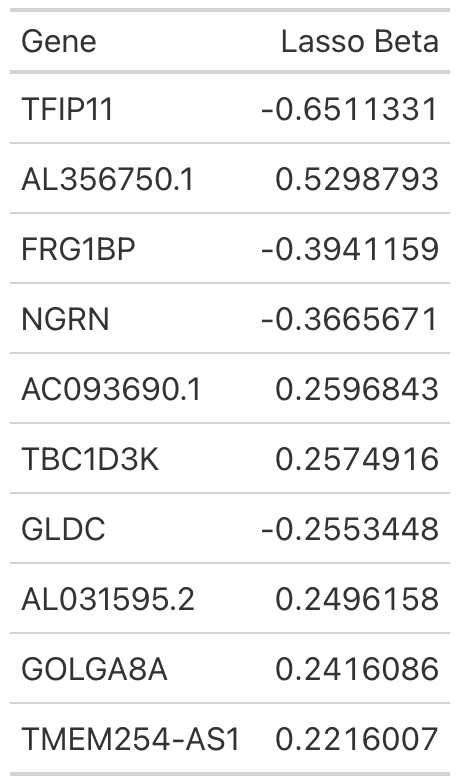 Gene Lasso Beta
TFIP11 -0.6511331
AL356750.1 0.5298793
FRG1BP -0.3941159
NGRN -0.3665671
AC093690.1 0.2596843
TBC1D3K 0.2574916
GLDC -0.2553448
AL031595.2 0.2496158
GOLGA8A 0.2416086
TMEM254-AS1 0.2216007